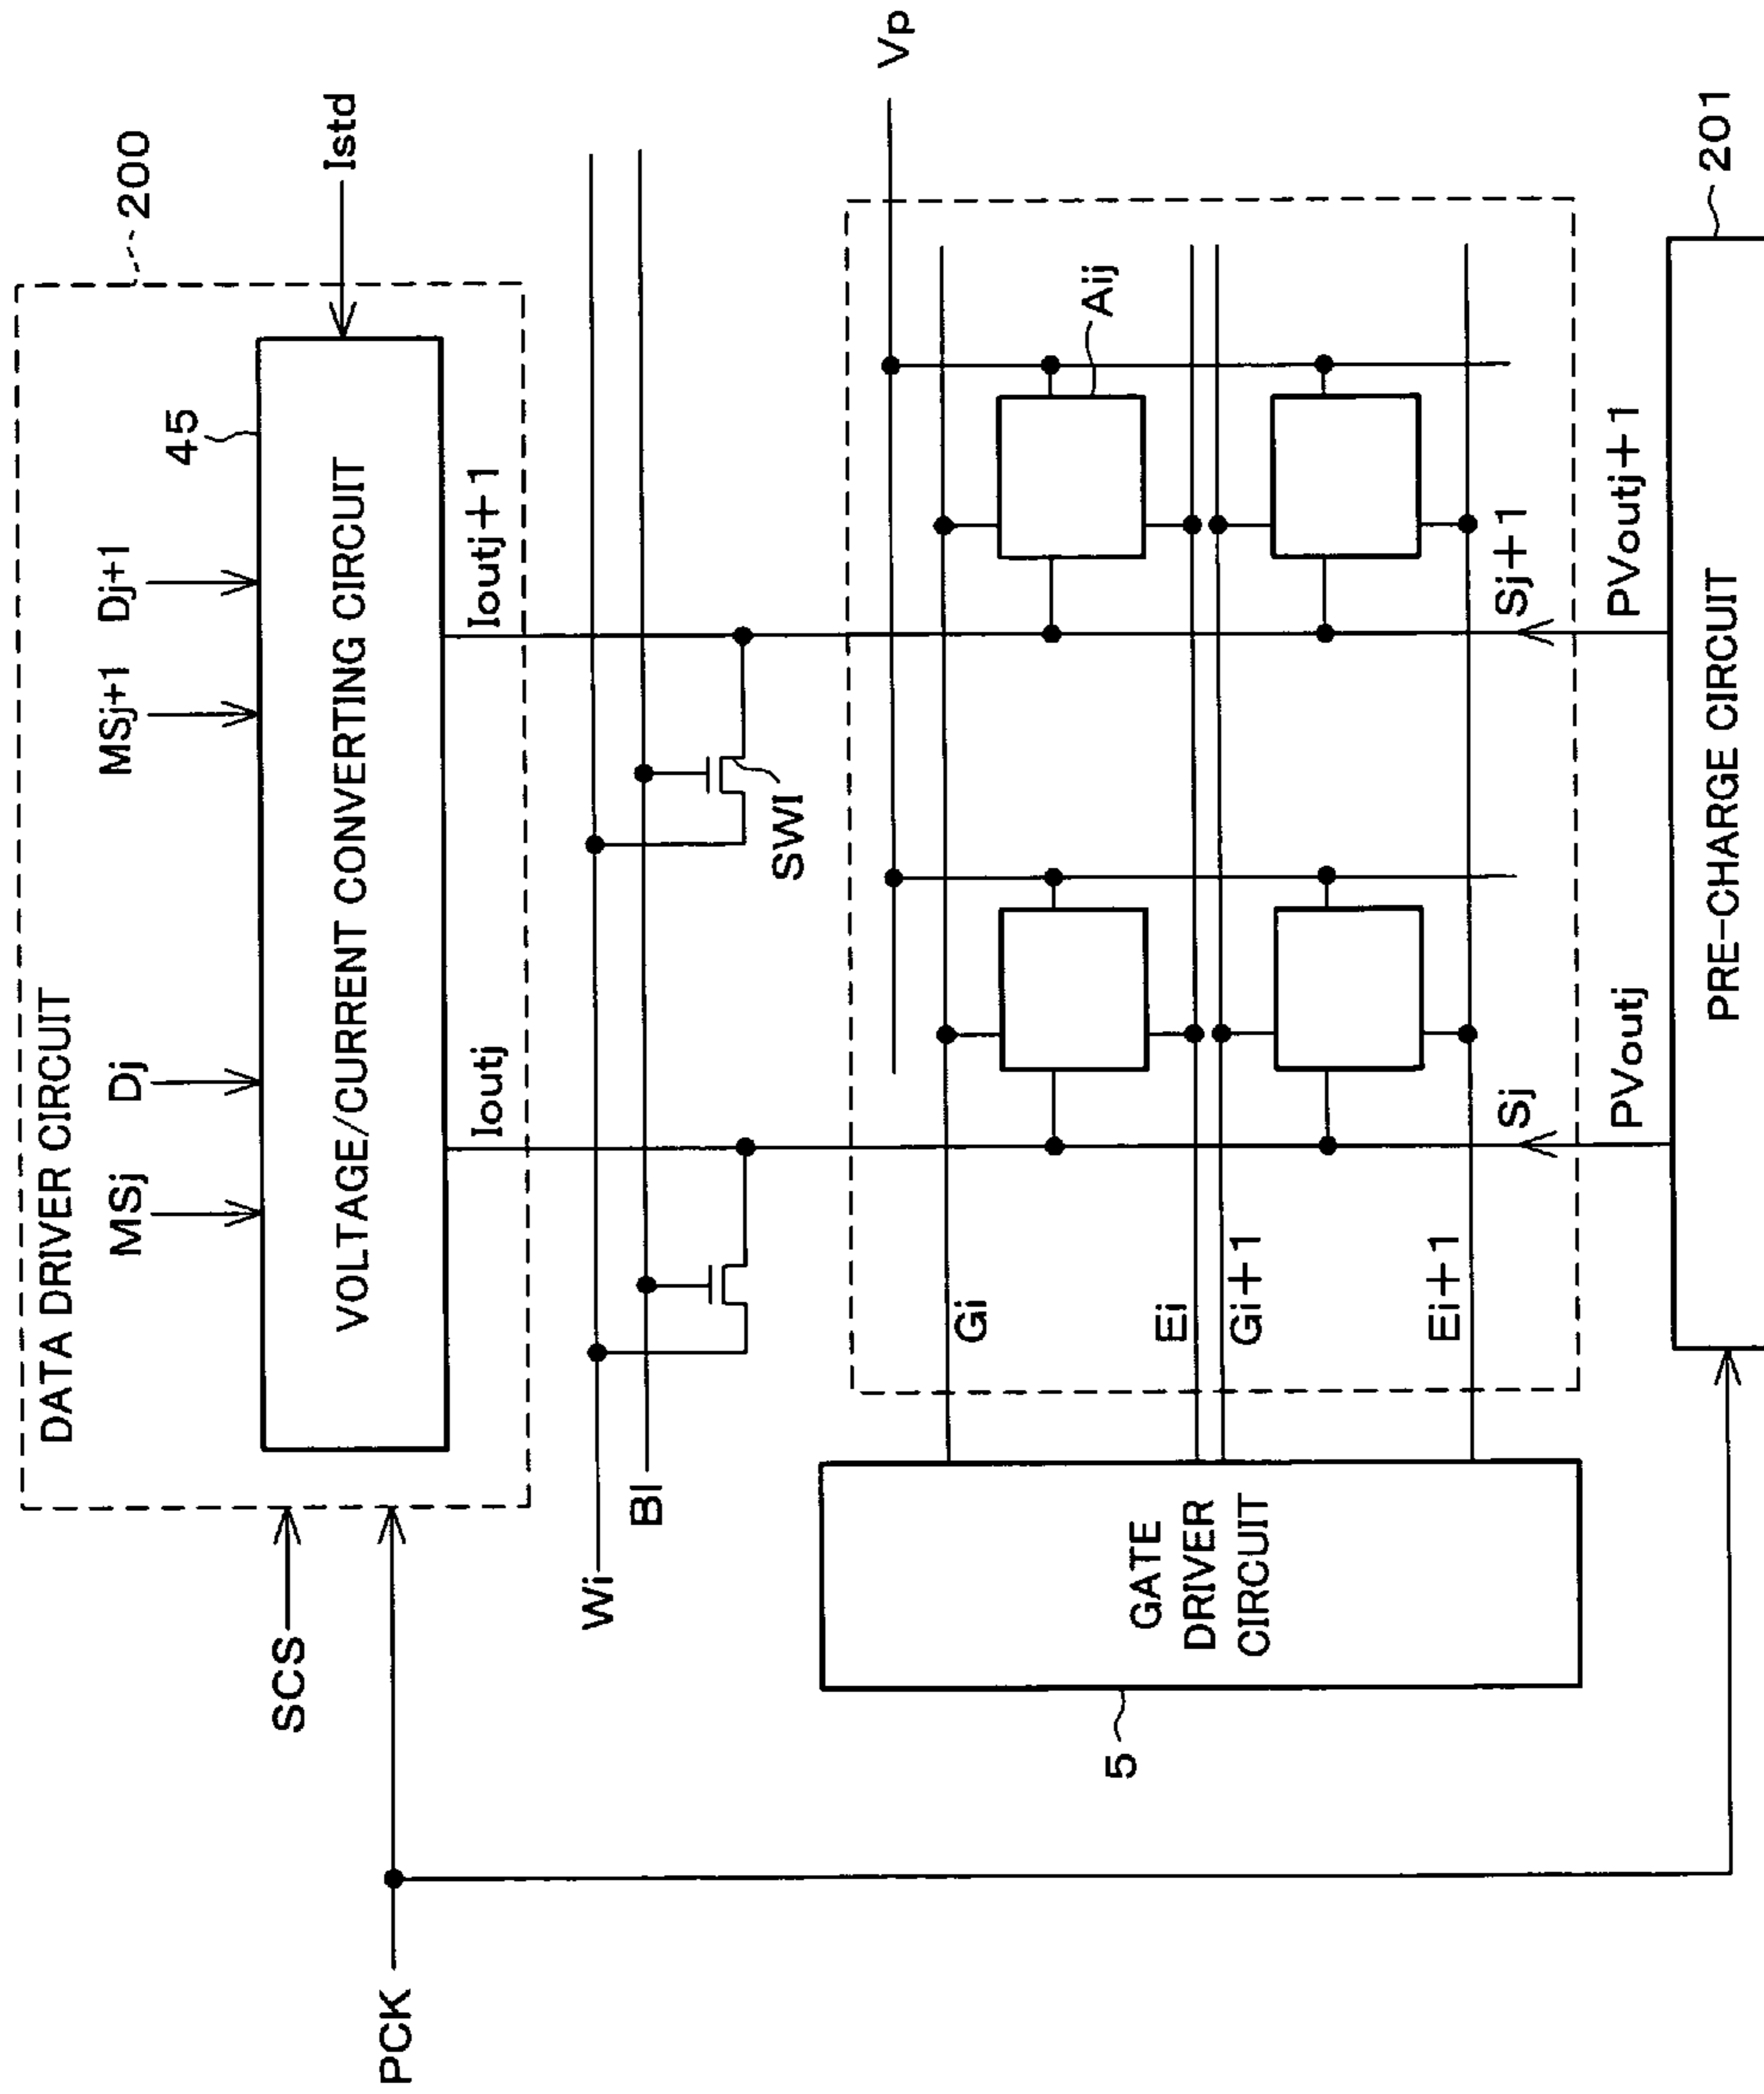 DATA DRIVER CIRCUIT
200
MSj
Dj
MSj+1
Dj+1
45
SCS
VOLTAGE/CURRENT CONVERTING CIRCUIT
Istd
PCK
Ioutj
Ioutj+1
Wi
Bl
SWl
Vp
Gi
Aij
5
GATE
DRIVER
CIRCUIT
Ei
Gi+1
Ei+1
Sj
Sj+1
PVoutj
PVoutj+1
PRE-CHARGE CIRCUIT
201